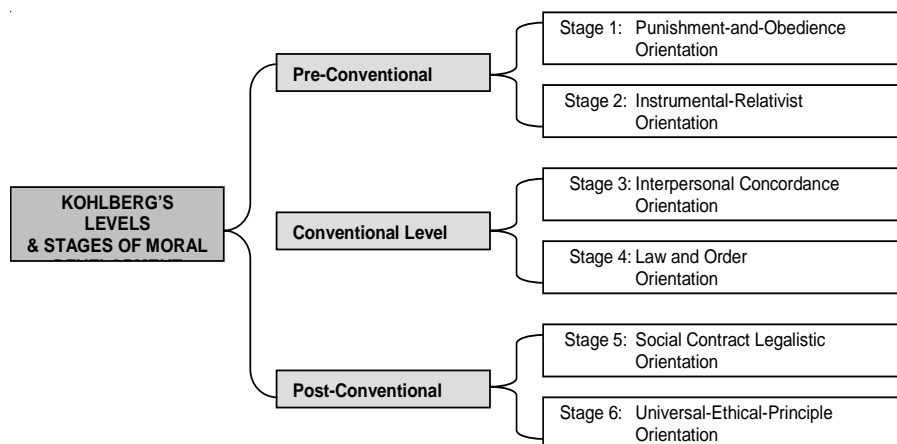 KOHLBERG'S
LEVELS
& STAGES OF MORAL
Pre-Conventional
Stage 1: Punishment-and-Obedience
Orientation
Stage 2: Instrumental-Relativist
Orientation
Conventional Level
Stage 3: Interpersonal Concordance
Orientation
Stage 4: Law and Order
Orientation
Post-Conventional
Stage 5: Social Contract Legalistic
Orientation
Stage 6: Universal-Ethical-Principle
Orientation